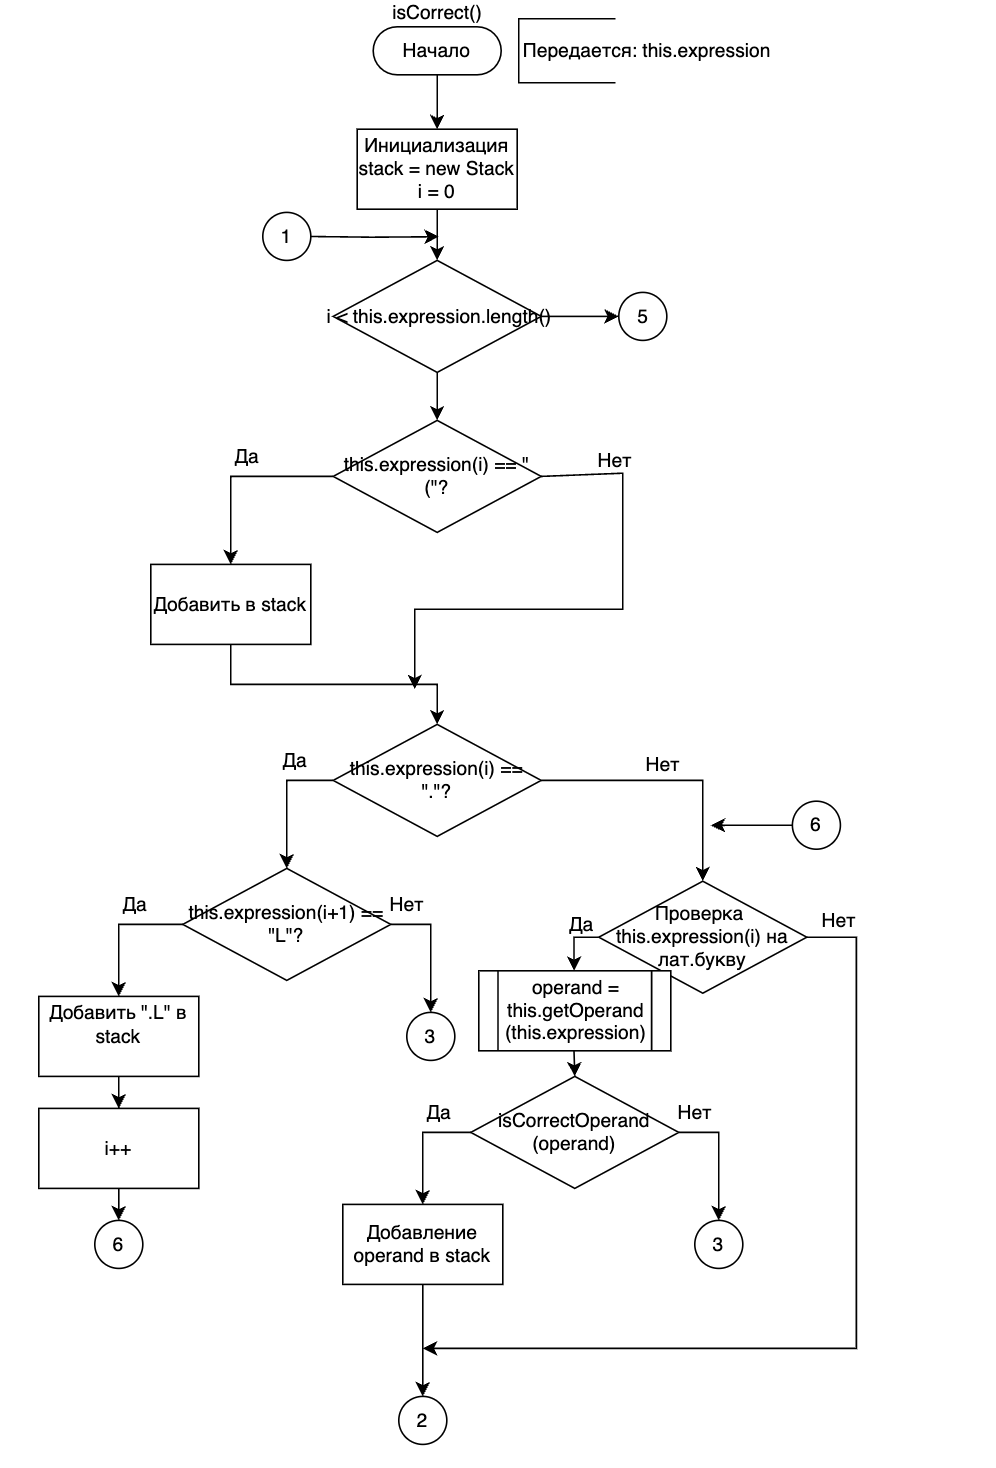 isCorrect()
Начало
Передается: this.expression
Инициализация
stack = new Stack
i = 0
1
i < this.expression.length()
5
Да
this.expression(i) == "
("?
Нет
Добавить в stack
Да
this.expression(i) ==
"."?
Нет
6
Да
this.expression(i+1) ==
"L"?
Нет
Да
Проверка
this.expression(i) на
лат.букву
Нет
Добавить ".L" в
stack
3
operand =
this.getOperand
(this.expression)
i++
Да
isCorrectOperand
(operand)
Нет
6
Добавление
operand в stack
3
2